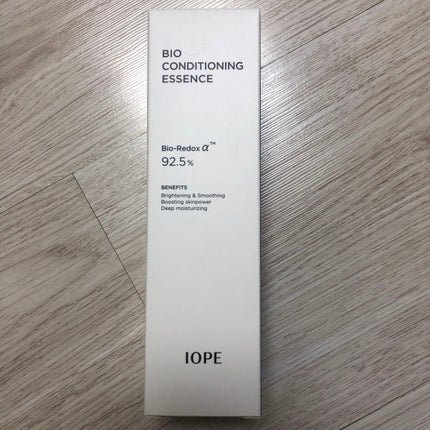 BIO
CONDITIONING
ESSENCE
Bio-Redox α™
92.5%
BENEFITS
Brightening & Smoothing
Boosting skinpower
Deep moisturizing
IOPE